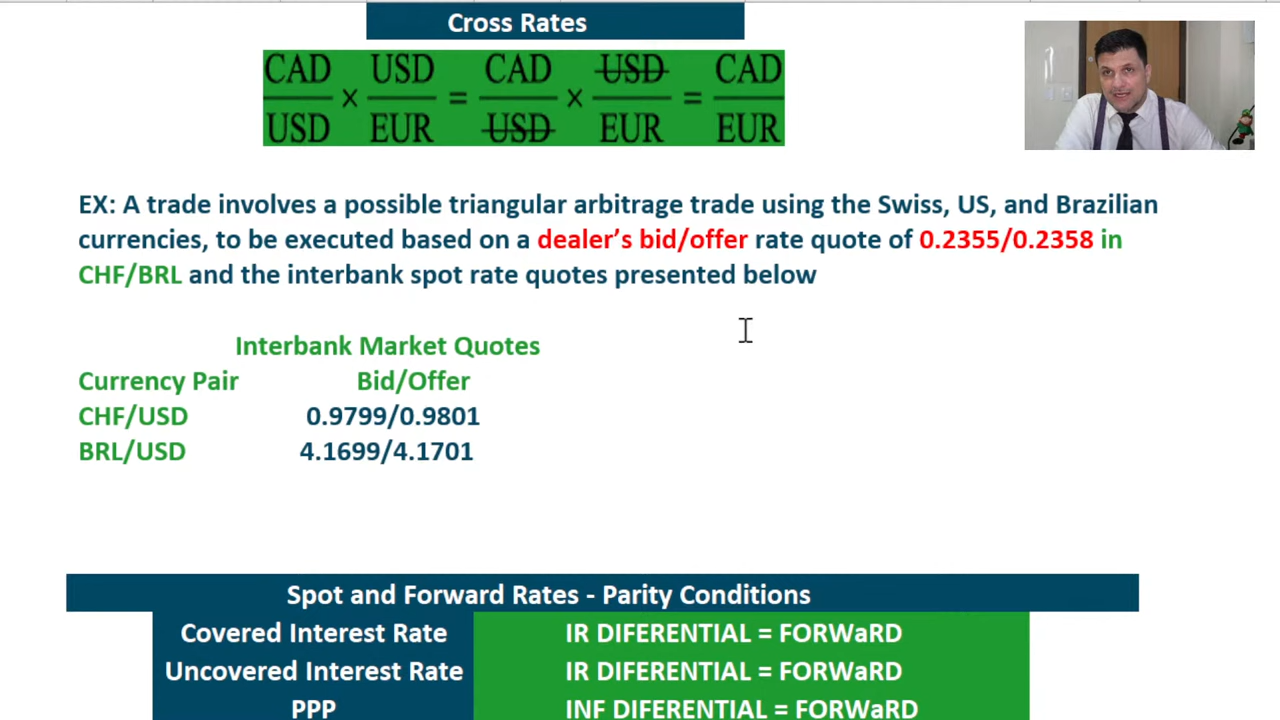 Cross Rates
CAD/USD × USD/EUR = CAD/USD × USD/EUR = CAD/EUR
EX: A trade involves a possible triangular arbitrage trade using the Swiss, US, and Brazilian
currencies, to be executed based on a dealer’s bid/offer rate quote of 0.2355/0.2358 in
CHF/BRL and the interbank spot rate quotes presented below
Interbank Market Quotes
Currency Pair Bid/Offer
CHF/USD 0.9799/0.9801
BRL/USD 4.1699/4.1701
Spot and Forward Rates - Parity Conditions
Covered Interest Rate IR DIFERENTIAL = FORWaRD
Uncovered Interest Rate IR DIFERENTIAL = FORWaRD
PPP INF DIFERENTIAL = FORWaRD